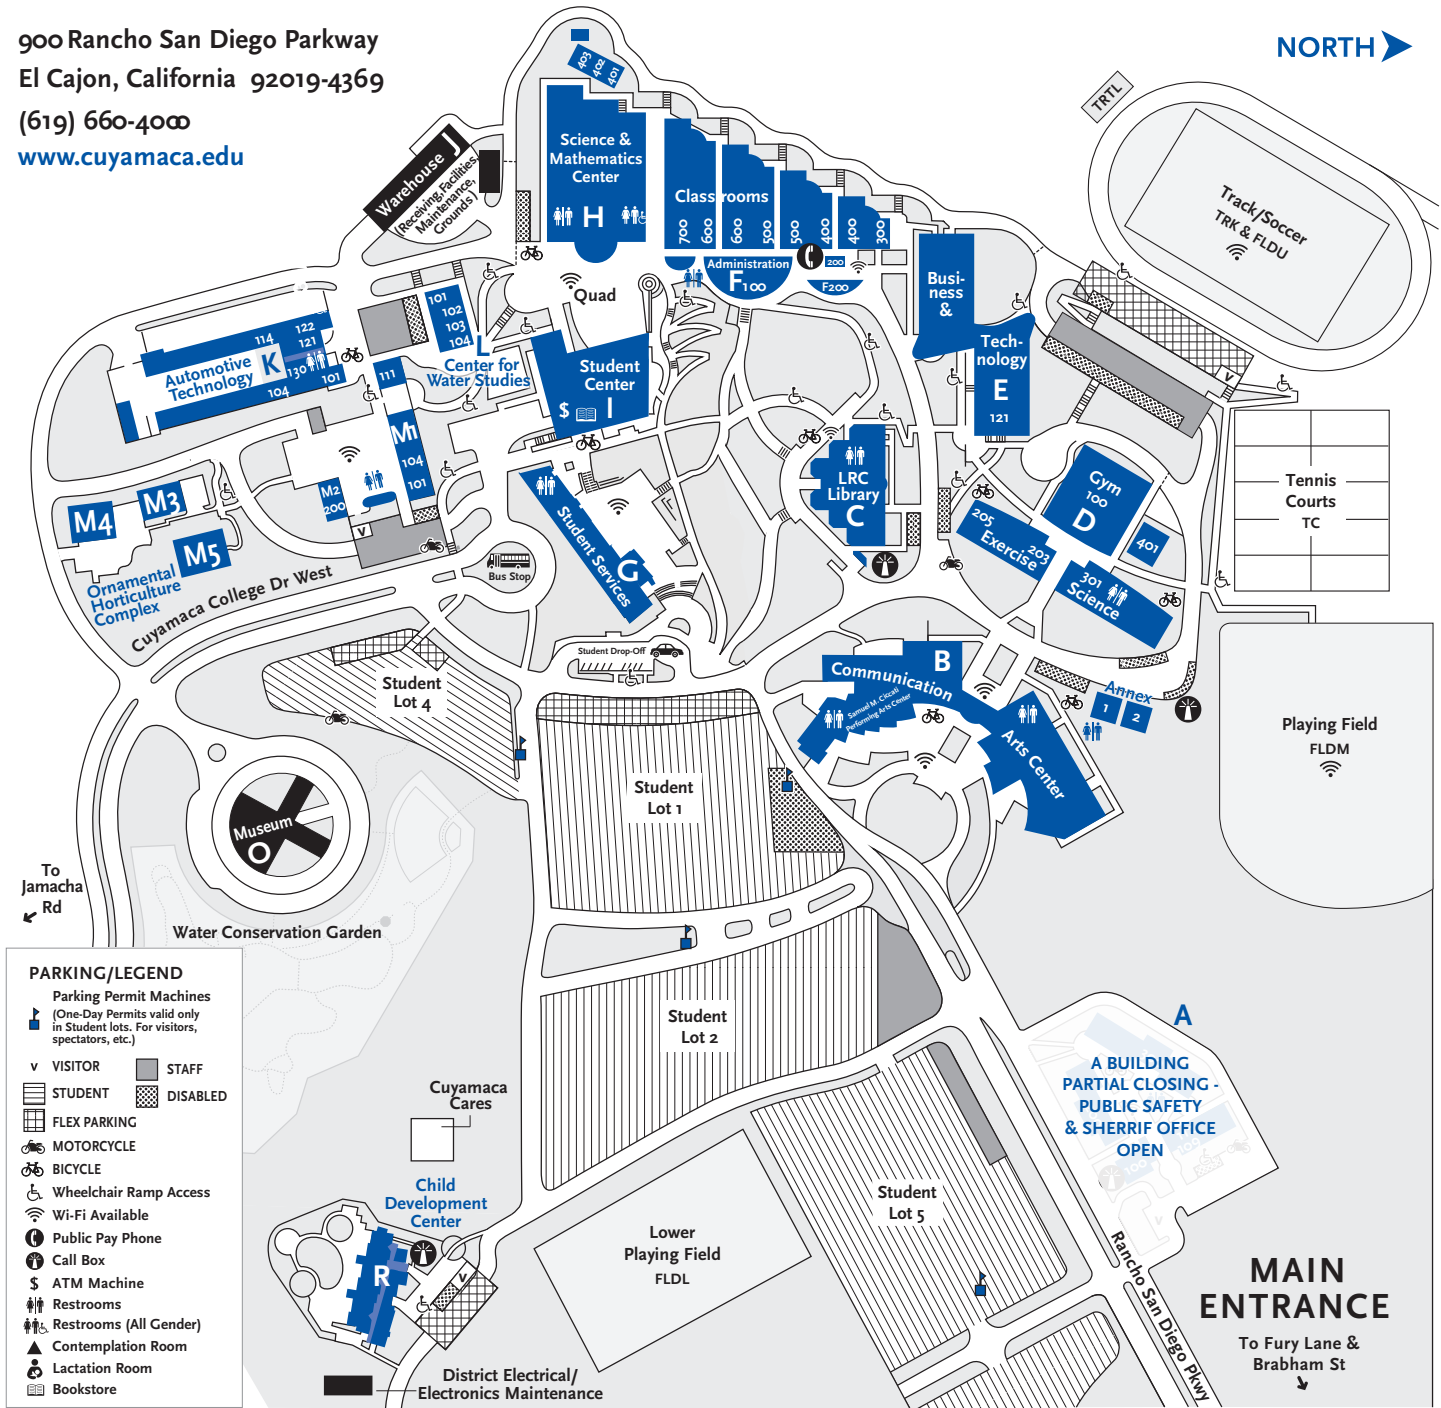 900 Rancho San Diego Parkway
El Cajon, California 92019-4369
(619) 660-4000
www.cuyamaca.edu
NORTH
403
402
401
TRTL
Warehouse J
(Receiving, Facilities,
Maintenance,
Grounds)
Science &
Mathematics
Center
H
Classrooms
700
600
600
500
500
400
400
300
Track/Soccer
TRK & FLDU
Administration
F100
200
F200
Quad
Busi-
ness
&
Tech-
nology
E
121
101
102
103
104
L
Center for
Water Studies
114
122
121
Automotive
Technology
K
130
101
104
111
Student
Center
$
I
V
M1
104
101
M2
200
V
M3
M4
M5
Ornamental
Horticulture
Complex
Cuyamaca College Dr West
Bus Stop
Student Services
G
LRC
Library
C
Gym
100
D
401
205
203
Exercise
301
Science
Tennis
Courts
TC
Student Drop-Off
Student
Lot 4
B
Communication
Samuel M. Ciccati
Performing Arts Center
Arts Center
Annex
1
2
Playing Field
FLDM
Student
Lot 1
Museum
O
To
Jamacha
Rd
Water Conservation Garden
Student
Lot 2
A
A BUILDING
PARTIAL CLOSING -
PUBLIC SAFETY
& SHERRIF OFFICE
OPEN
100
109
V
PARKING/LEGEND
Parking Permit Machines
(One-Day Permits valid only
in Student lots. For visitors,
spectators, etc.)
V VISITOR
STAFF
STUDENT
DISABLED
FLEX PARKING
MOTORCYCLE
BICYCLE
Wheelchair Ramp Access
Wi-Fi Available
Public Pay Phone
Call Box
$ ATM Machine
Restrooms
Restrooms (All Gender)
Contemplation Room
Lactation Room
Bookstore
Cuyamaca
Cares
Child
Development
Center
R
V
Student
Lot 5
Lower
Playing Field
FLDL
Rancho San Diego Pkwy
MAIN
ENTRANCE
To Fury Lane &
Brabham St
District Electrical/
Electronics Maintenance